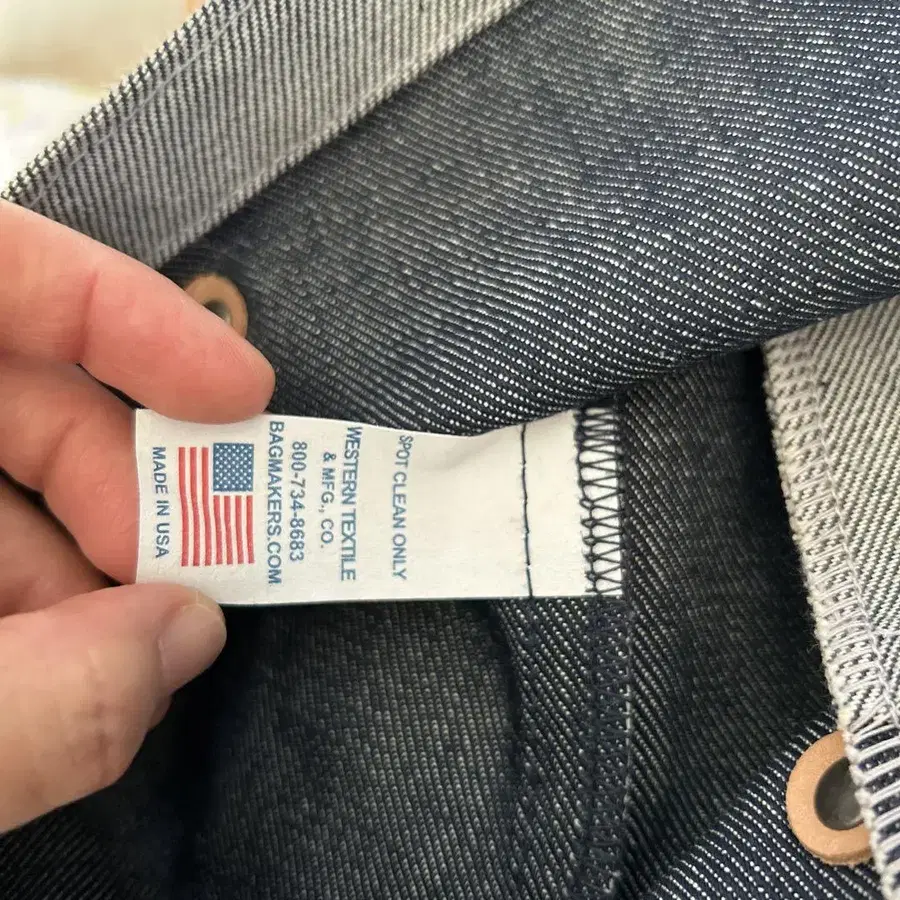 SPOT CLEAN ONLY
WESTERN TEXTILE
& MFG., CO.
800-734-8683
BAGMAKERS.COM
MADE IN USA